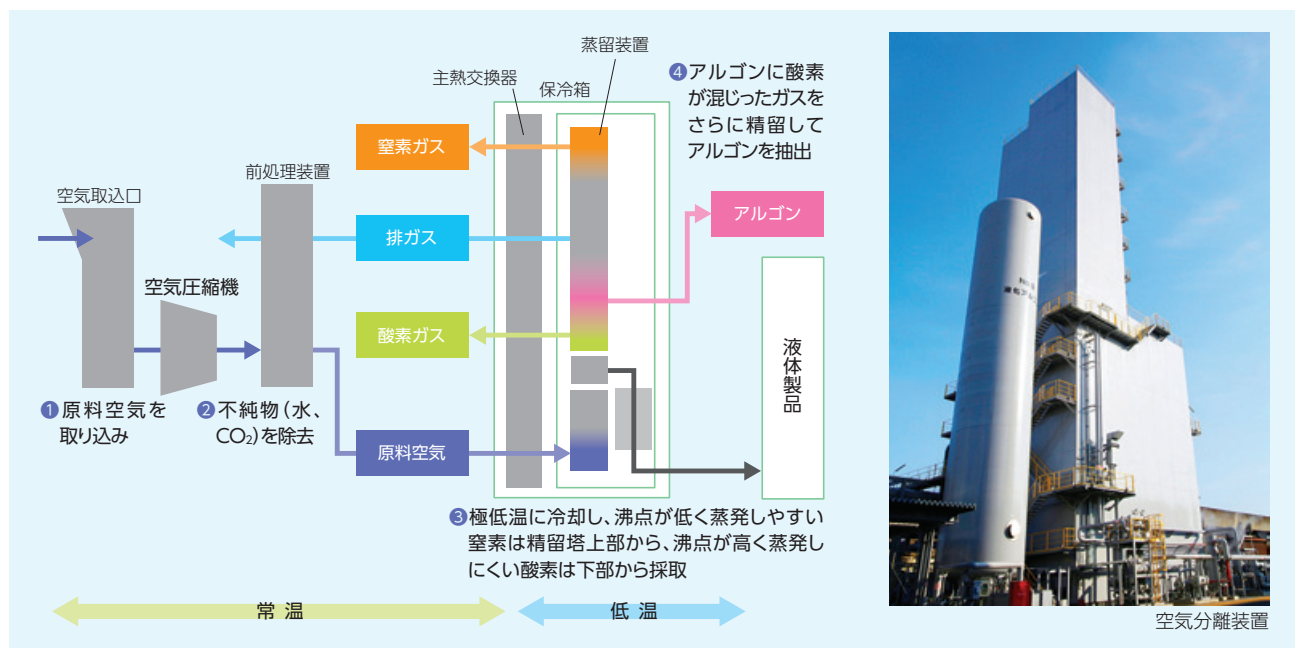 蒸留装置
主熱交換器
保冷箱
❹アルゴンに酸素
が混じったガスを
さらに精留して
アルゴンを抽出
窒素ガス
前処理装置
空気取込口
アルゴン
排ガス
空気圧縮機
酸素ガス
液体製品
❶原料空気を
取り込み
❷不純物(水、
CO₂)を除去
原料空気
❸極低温に冷却し、沸点が低く蒸発しやすい
窒素は精留塔上部から、沸点が高く蒸発し
にくい酸素は下部から採取
常温
低温
空気分離装置